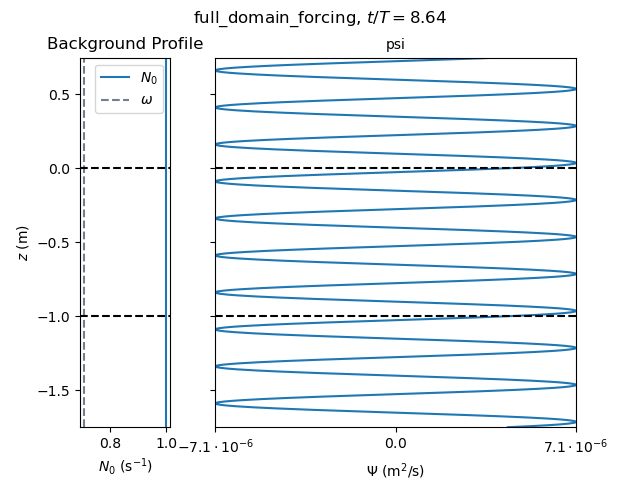 full_domain_forcing, t/T = 8.64
Background Profile
psi
N₀
ω
0.5
0.0
−0.5
−1.0
−1.5
z (m)
0.8
1.0
−7.1 · 10⁻⁶
0.0
7.1 · 10⁻⁶
N₀ (s⁻¹)
Ψ (m²/s)